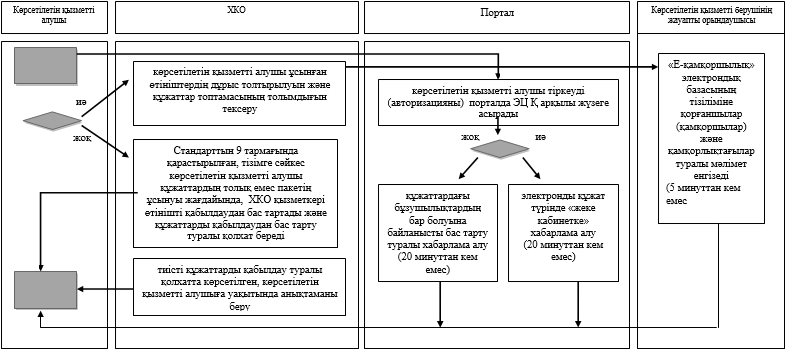 Көрсетілетін қызметті
алушы
ХКО
Портал
Көрсетілетін қызметті берушінің
жауапты орындаушысы
иә
жоқ
көрсетілетін қызметті алушы ұсынған
өтініштердің дұрыс толтырылуын және
құжаттар топтамасының толымдығын
тексеру
Стандарттын 9 тармағында
қарастырылған, тізімге сәйкес
көрсетілетін қызметті алушы
құжаттардың толық емес пакетін
ұсынуы жағдайында, ХКО қызметкері
өтінішті қабылдаудан бас тартады және
құжаттарды қабылдаудан бас тарту
туралы қолхат береді
тиісті құжаттарды қабылдау туралы
қолхатта көрсетілген, көрсетілетін
қызметті алушыға уақытында анықтаманы
беру
көрсетілетін қызметті алушы тіркеуді
(авторизацияны) порталда ЭЦ Қ арқылы жүзеге
асырады
жоқ
иә
құжаттардағы
бұзушылықтардың
бар болуына
байланысты бас тарту
туралы хабарлама алу
(20 минуттан кем
емес)
электронды құжат
түрінде «жеке
кабинетке»
хабарлама алу
(20 минуттан кем
емес)
«Е-қамқоршылық»
электрондық
базасының
тізіліміне
қорғаншылар
(қамқоршылар)
және
қамқорлықтағылар
туралы мәлімет
енгізеді
(5 минуттан кем
емес